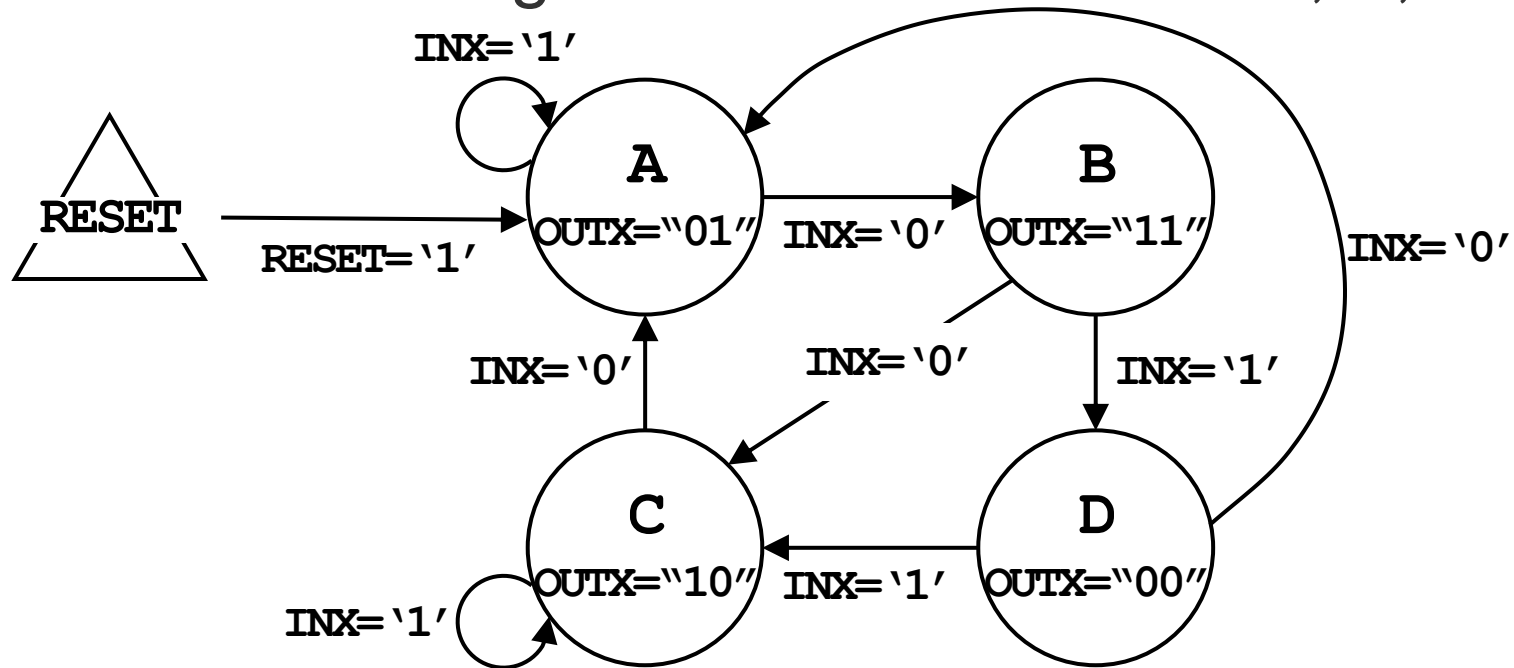 INX=‘1’
A
B
RESET
OUTX=“01”
INX=‘0’
OUTX=“11”
INX=‘0’
RESET=‘1’
INX=‘0’
INX=‘0’
INX=‘1’
C
D
OUTX=“10”
INX=‘1’
OUTX=“00”
INX=‘1’